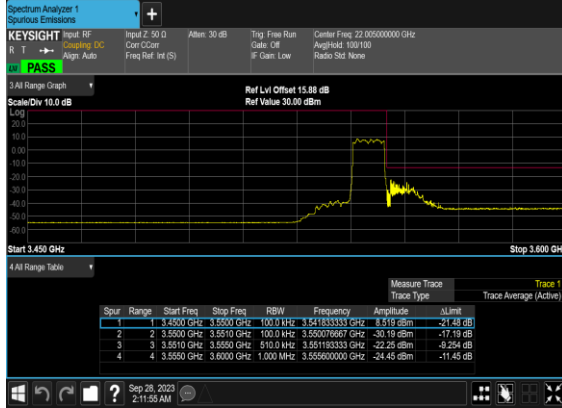 Spectrum Analyzer 1
Spurious Emissions
KEYSIGHT Input: RF Input Z: 50 Ω Atten: 30 dB Trig: Free Run Center Freq: 22.005000000 GHz
R T Coupling: DC Corr CCorr Gate: Off Avg|Hold: 100/100
Align: Auto Freq Ref: Int (S) IF Gain: Low Radio Std: None
PASS
3 All Range Graph
Ref Lvl Offset 15.88 dB
Scale/Div 10.0 dB Ref Value 30.00 dBm
Log
20.0
10.0
0.00
-10.0
-20.0
-30.0
-40.0
-50.0
-60.0
Start 3.450 GHz Stop 3.600 GH
4 All Range Table
Measure Trace Trace 1
Trace Type Trace Average (Active)
Spur Range Start Freq Stop Freq RBW Frequency Amplitude ΔLimit
1 1 3.4500 GHz 3.5500 GHz 100.0 kHz 3.541833333 GHz 8.519 dBm -21.48 dB
2 2 3.5500 GHz 3.5510 GHz 100.0 kHz 3.550076667 GHz -30.19 dBm -17.19 dB
3 3 3.5510 GHz 3.5550 GHz 510.0 kHz 3.551193333 GHz -22.25 dBm -9.254 dB
4 4 3.5550 GHz 3.6000 GHz 1.000 MHz 3.555600000 GHz -24.45 dBm -11.45 dB
Sep 28, 2023
2:11:55 AM